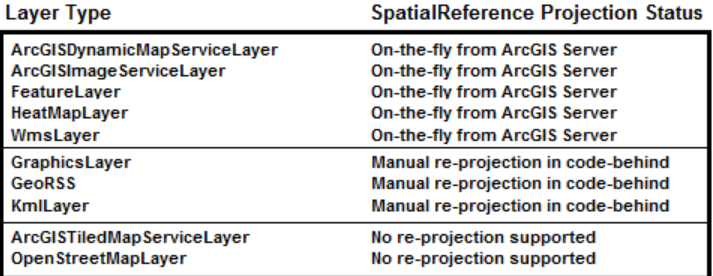 Layer Type SpatialReference Projection Status
ArcGISDynamicMapServiceLayer On-the-fly from ArcGIS Server
ArcGISImageServiceLayer On-the-fly from ArcGIS Server
FeatureLayer On-the-fly from ArcGIS Server
HeatMapLayer On-the-fly from ArcGIS Server
WmsLayer On-the-fly from ArcGIS Server
GraphicsLayer Manual re-projection in code-behind
GeoRSS Manual re-projection in code-behind
KmlLayer Manual re-projection in code-behind
ArcGISTiledMapServiceLayer No re-projection supported
OpenStreetMapLayer No re-projection supported